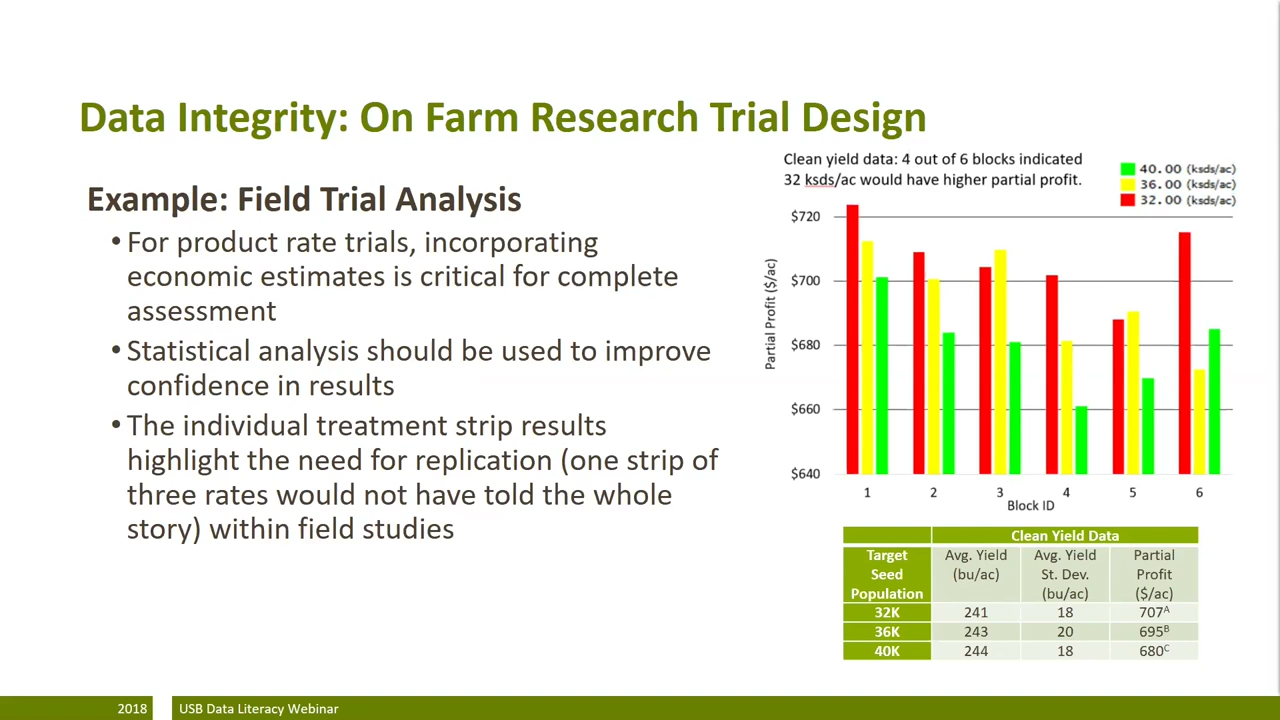 Data Integrity: On Farm Research Trial Design
Example: Field Trial Analysis
• For product rate trials, incorporating
economic estimates is critical for complete
assessment
• Statistical analysis should be used to improve
confidence in results
• The individual treatment strip results
highlight the need for replication (one strip of
three rates would not have told the whole
story) within field studies
Clean yield data: 4 out of 6 blocks indicated
32 ksds/ac would have higher partial profit.
40.00 (ksds/ac)
36.00 (ksds/ac)
32.00 (ksds/ac)
Partial Profit ($/ac)
$720
$700
$680
$660
$640
1 2 3 4 5 6
Block ID
Clean Yield Data
Target Seed Population Avg. Yield (bu/ac) Avg. Yield St. Dev. (bu/ac) Partial Profit ($/ac)
32K 241 18 707ᴬ
36K 243 20 695ᴮ
40K 244 18 680ꟲ
2018 USB Data Literacy Webinar